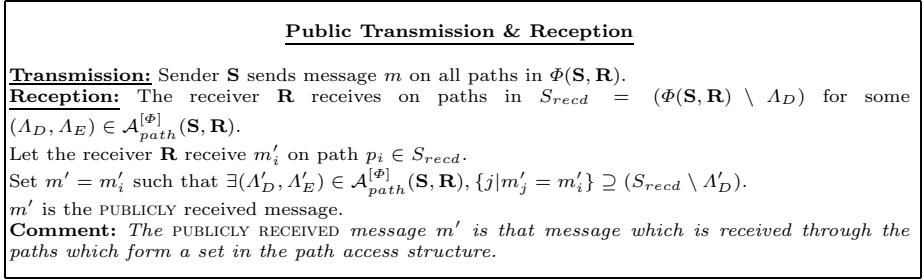 Public Transmission & Reception
Transmission: Sender S sends message m on all paths in Φ(S, R).
Reception: The receiver R receives on paths in S_recd = (Φ(S, R) \ Λ_D) for some
(Λ_D, Λ_E) ∈ A_path^[Φ](S, R).
Let the receiver R receive m'_i on path p_i ∈ S_recd.
Set m' = m'_i such that ∃(Λ'_D, Λ'_E) ∈ A_path^[Φ](S, R), {j|m'_j = m'_i} ⊇ (S_recd \ Λ'_D).
m' is the PUBLICLY received message.
Comment: The PUBLICLY RECEIVED message m' is that message which is received through the
paths which form a set in the path access structure.